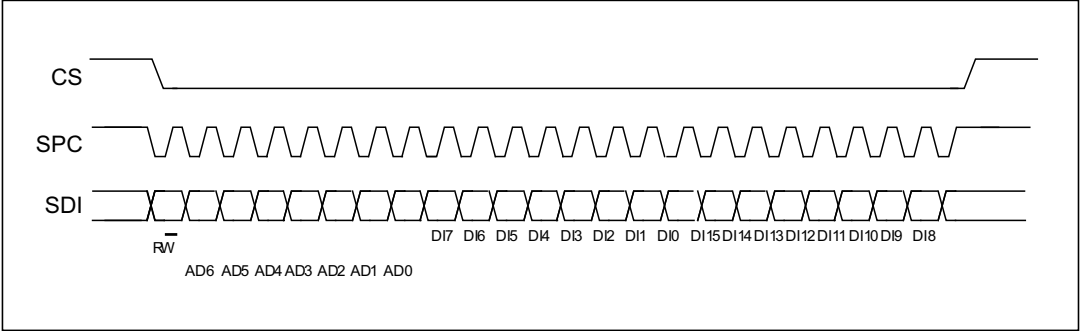 CS
SPC
SDI
DI7 DI6 DI5 DI4 DI3 DI2 DI1 DI0 DI15 DI14 DI13 DI12 DI11 DI10 DI9 DI8
RW̅
AD6 AD5 AD4 AD3 AD2 AD1 AD0